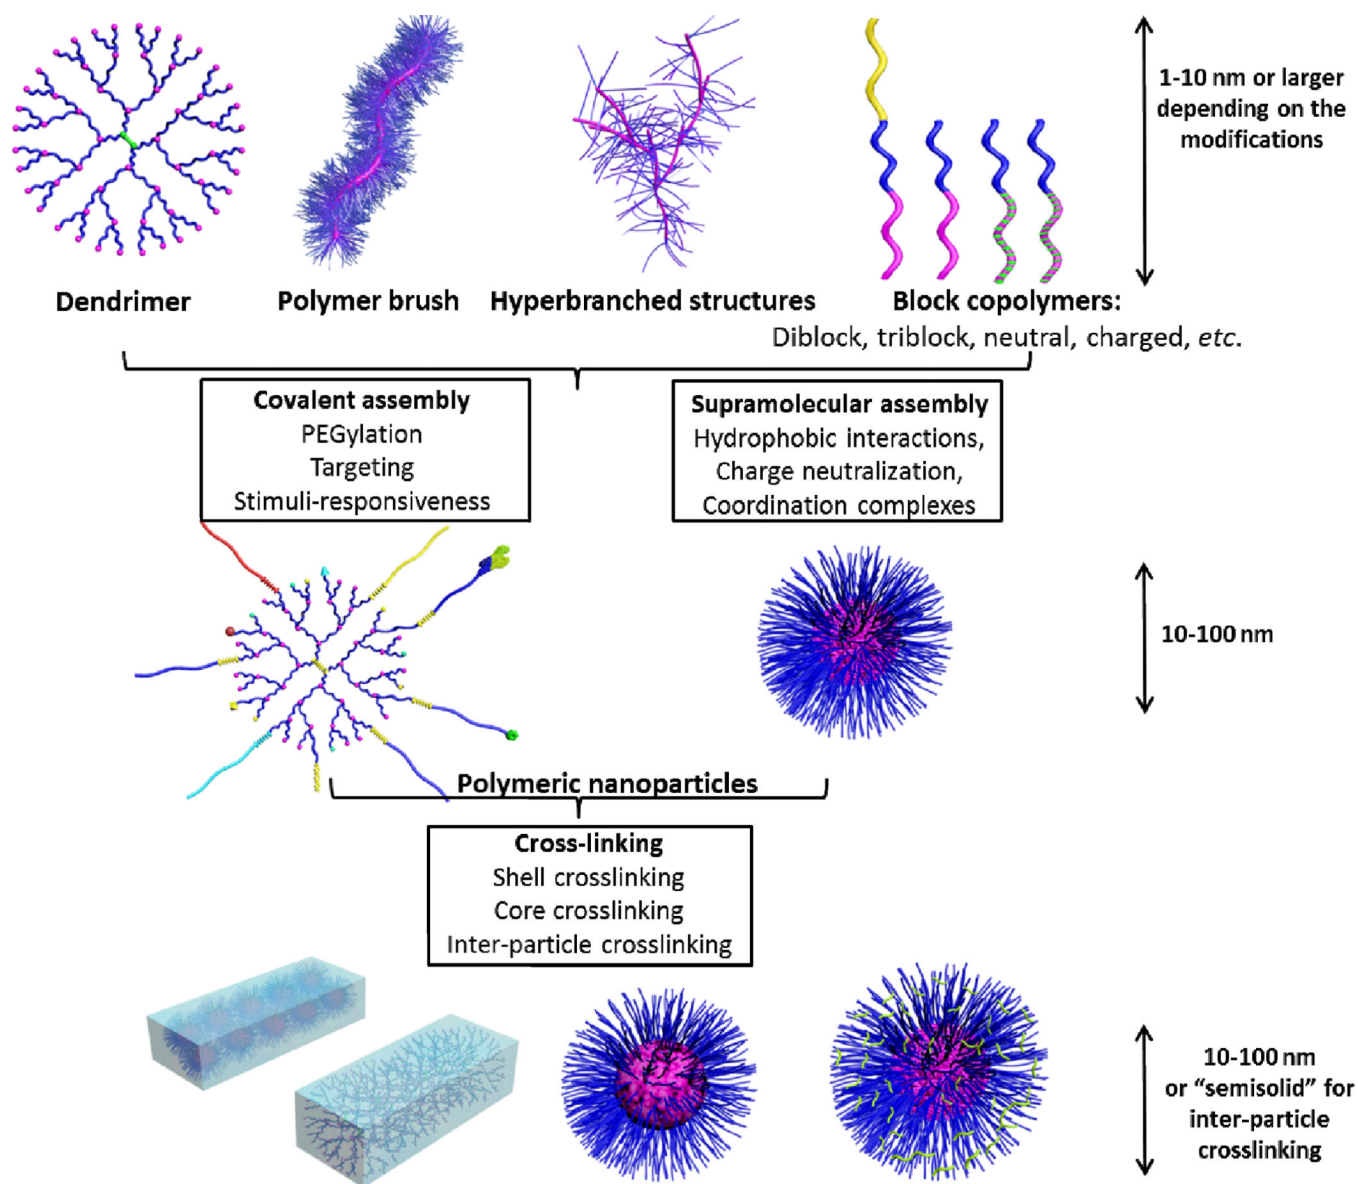 1-10 nm or larger
depending on the
modifications
Dendrimer
Polymer brush
Hyperbranched structures
Block copolymers:
Diblock, triblock, neutral, charged, etc.
Covalent assembly
PEGylation
Targeting
Stimuli-responsiveness
Supramolecular assembly
Hydrophobic interactions,
Charge neutralization,
Coordination complexes
10-100 nm
Polymeric nanoparticles
Cross-linking
Shell crosslinking
Core crosslinking
Inter-particle crosslinking
10-100 nm
or “semisolid” for
inter-particle
crosslinking